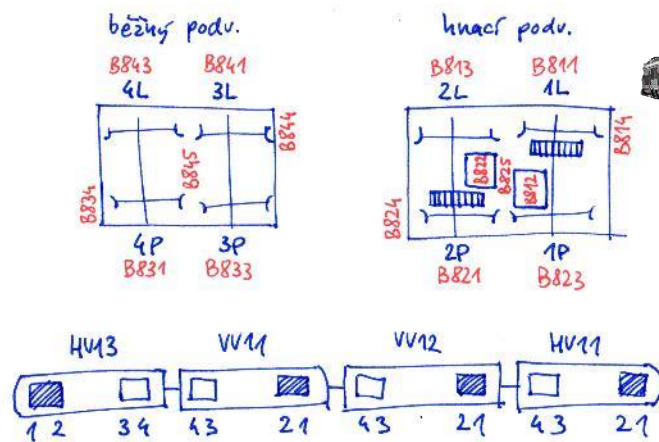 běžný podv.
hnací podv.
B843 B841
4L 3L
B844
B845
B834
4P 3P
B831 B833
B813 B811
2L 1L
B814
B822
B825
B812
B824
2P 1P
B821 B823
HV13 VV11 VV12 HV11
1 2 3 4 4 3 2 1 4 3 2 1 4 3 2 1